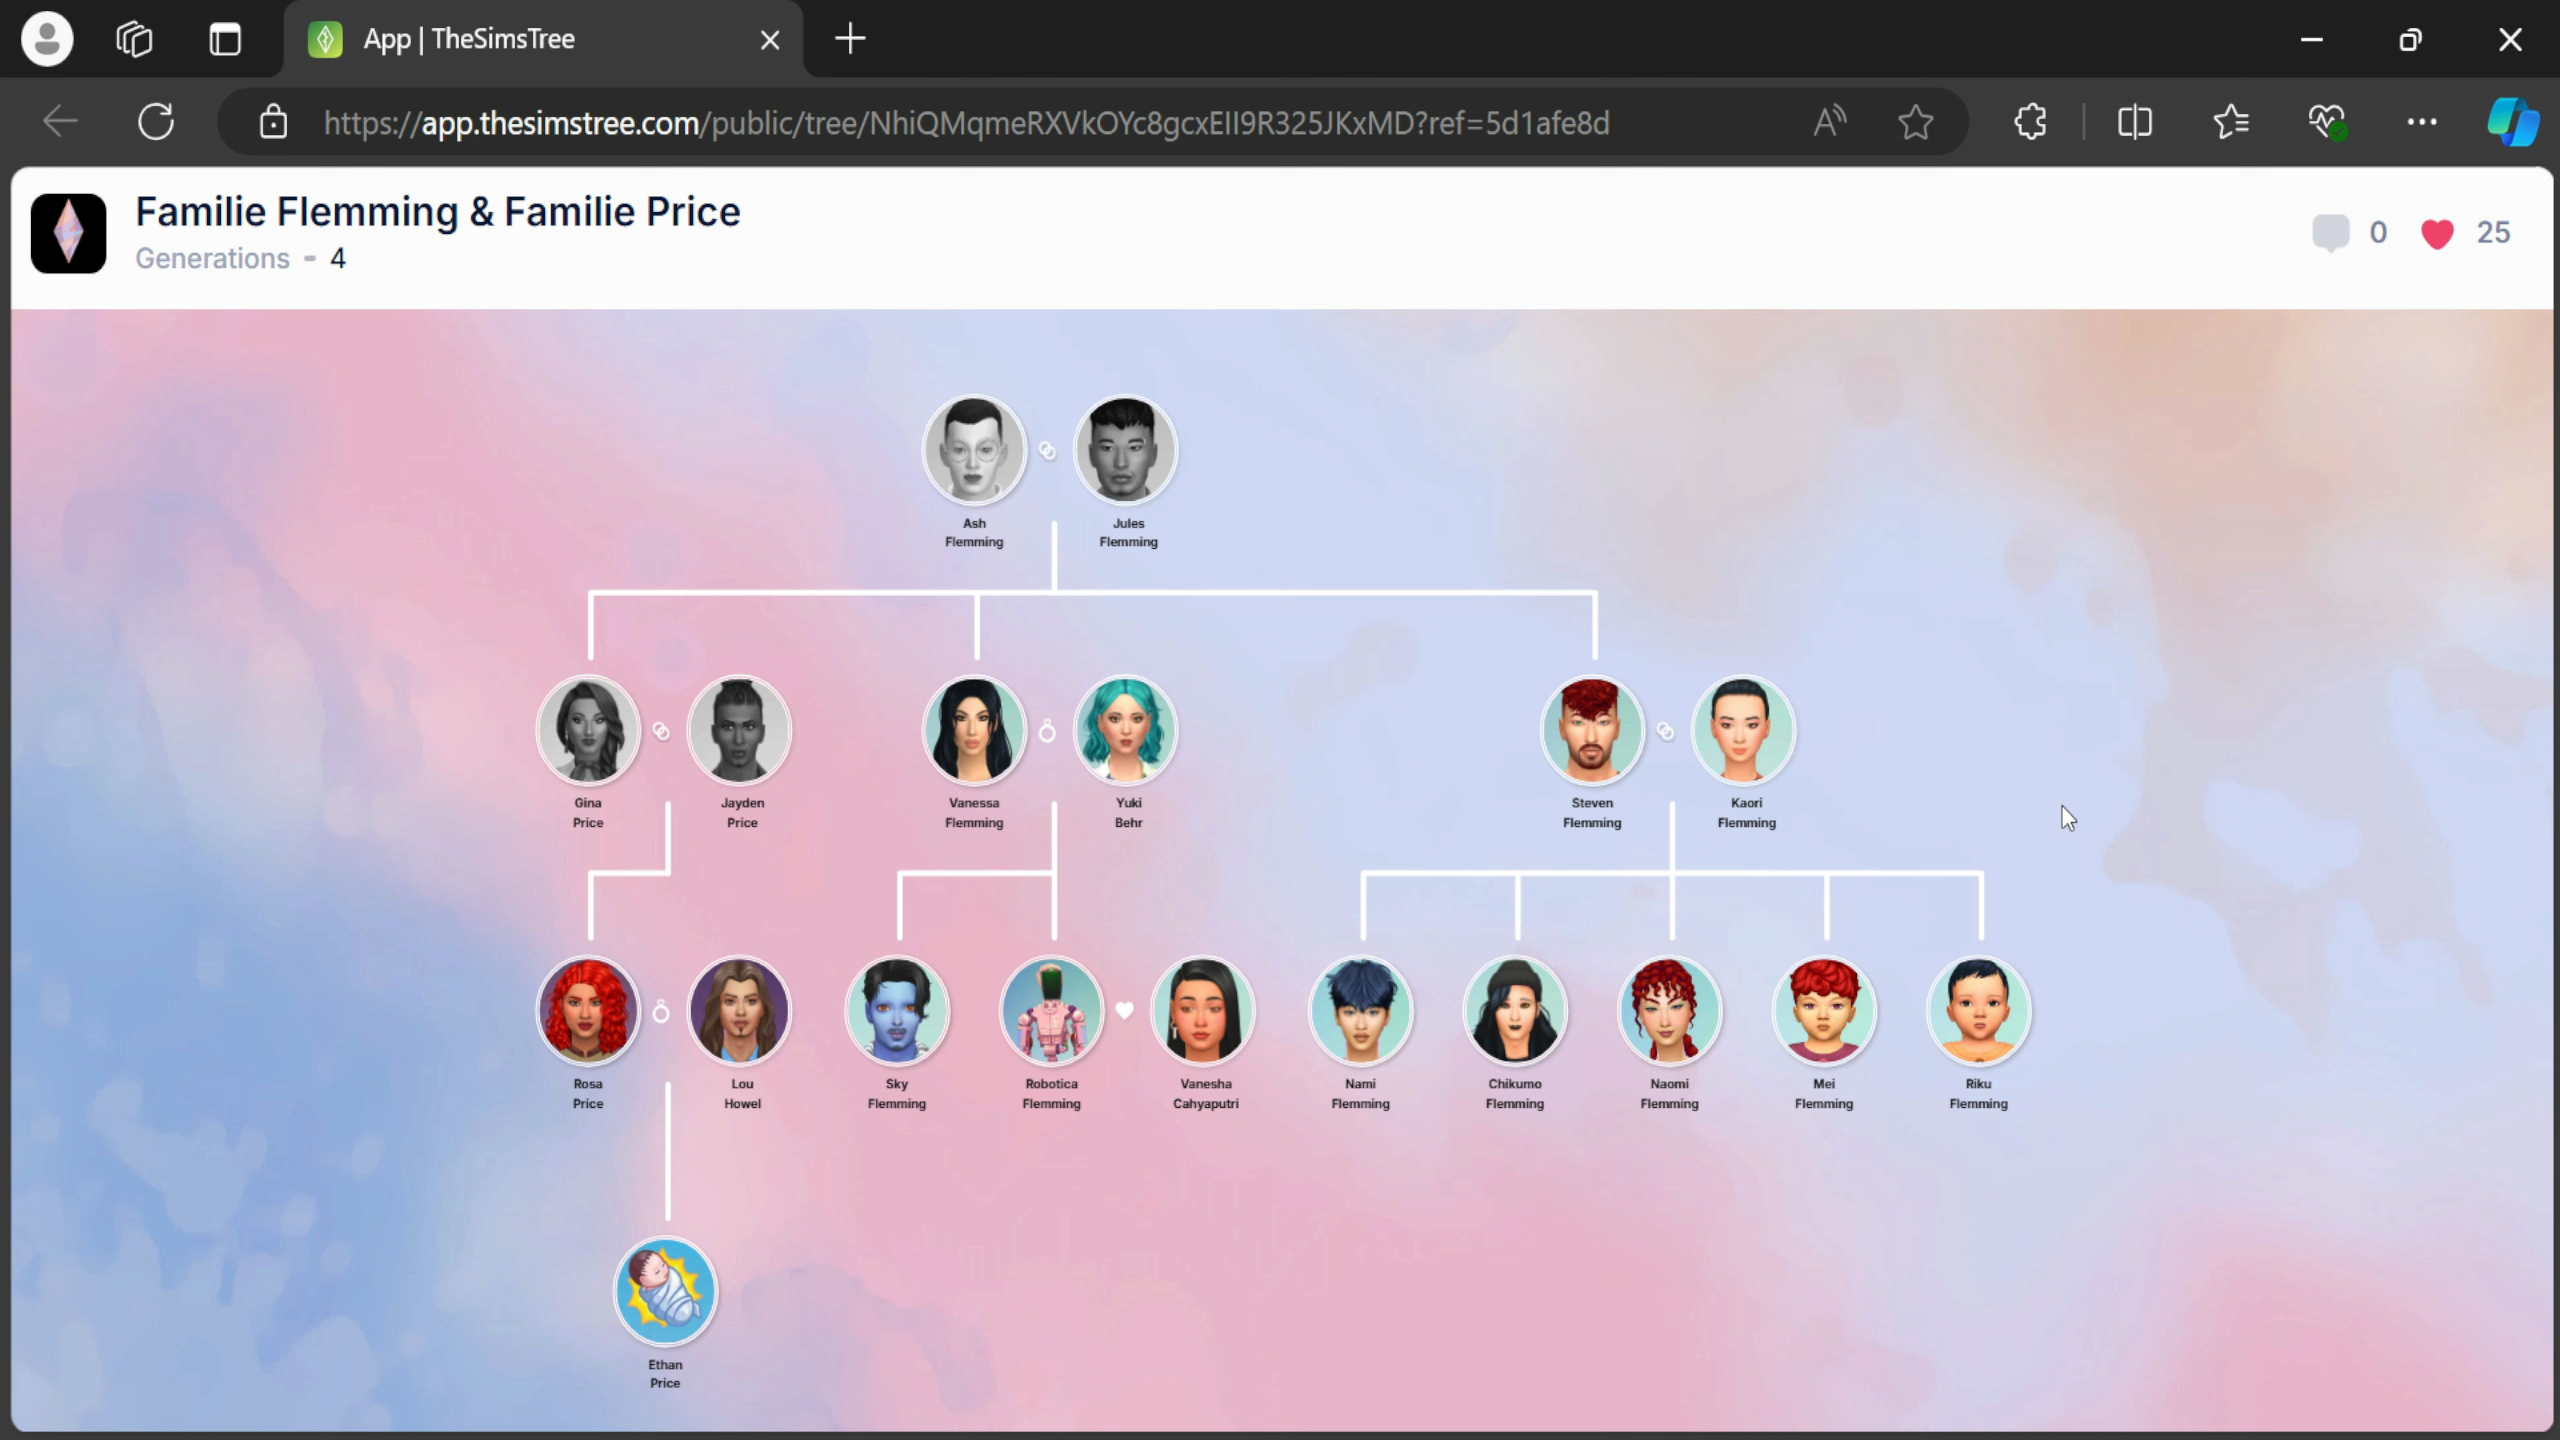 App | TheSimsTree
https://app.thesimstree.com/public/tree/NhiQMqmeRXVkOYc8gcxEII9R325JKxMD?ref=5d1afe8d
Familie Flemming & Familie Price
Generations - 4
0
25
Ash
Flemming
Jules
Flemming
Gina
Price
Jayden
Price
Vanessa
Flemming
Yuki
Behr
Steven
Flemming
Kaori
Flemming
Rosa
Price
Lou
Howel
Sky
Flemming
Robotica
Flemming
Vanesha
Cahyaputri
Nami
Flemming
Chikumo
Flemming
Naomi
Flemming
Mei
Flemming
Riku
Flemming
Ethan
Price